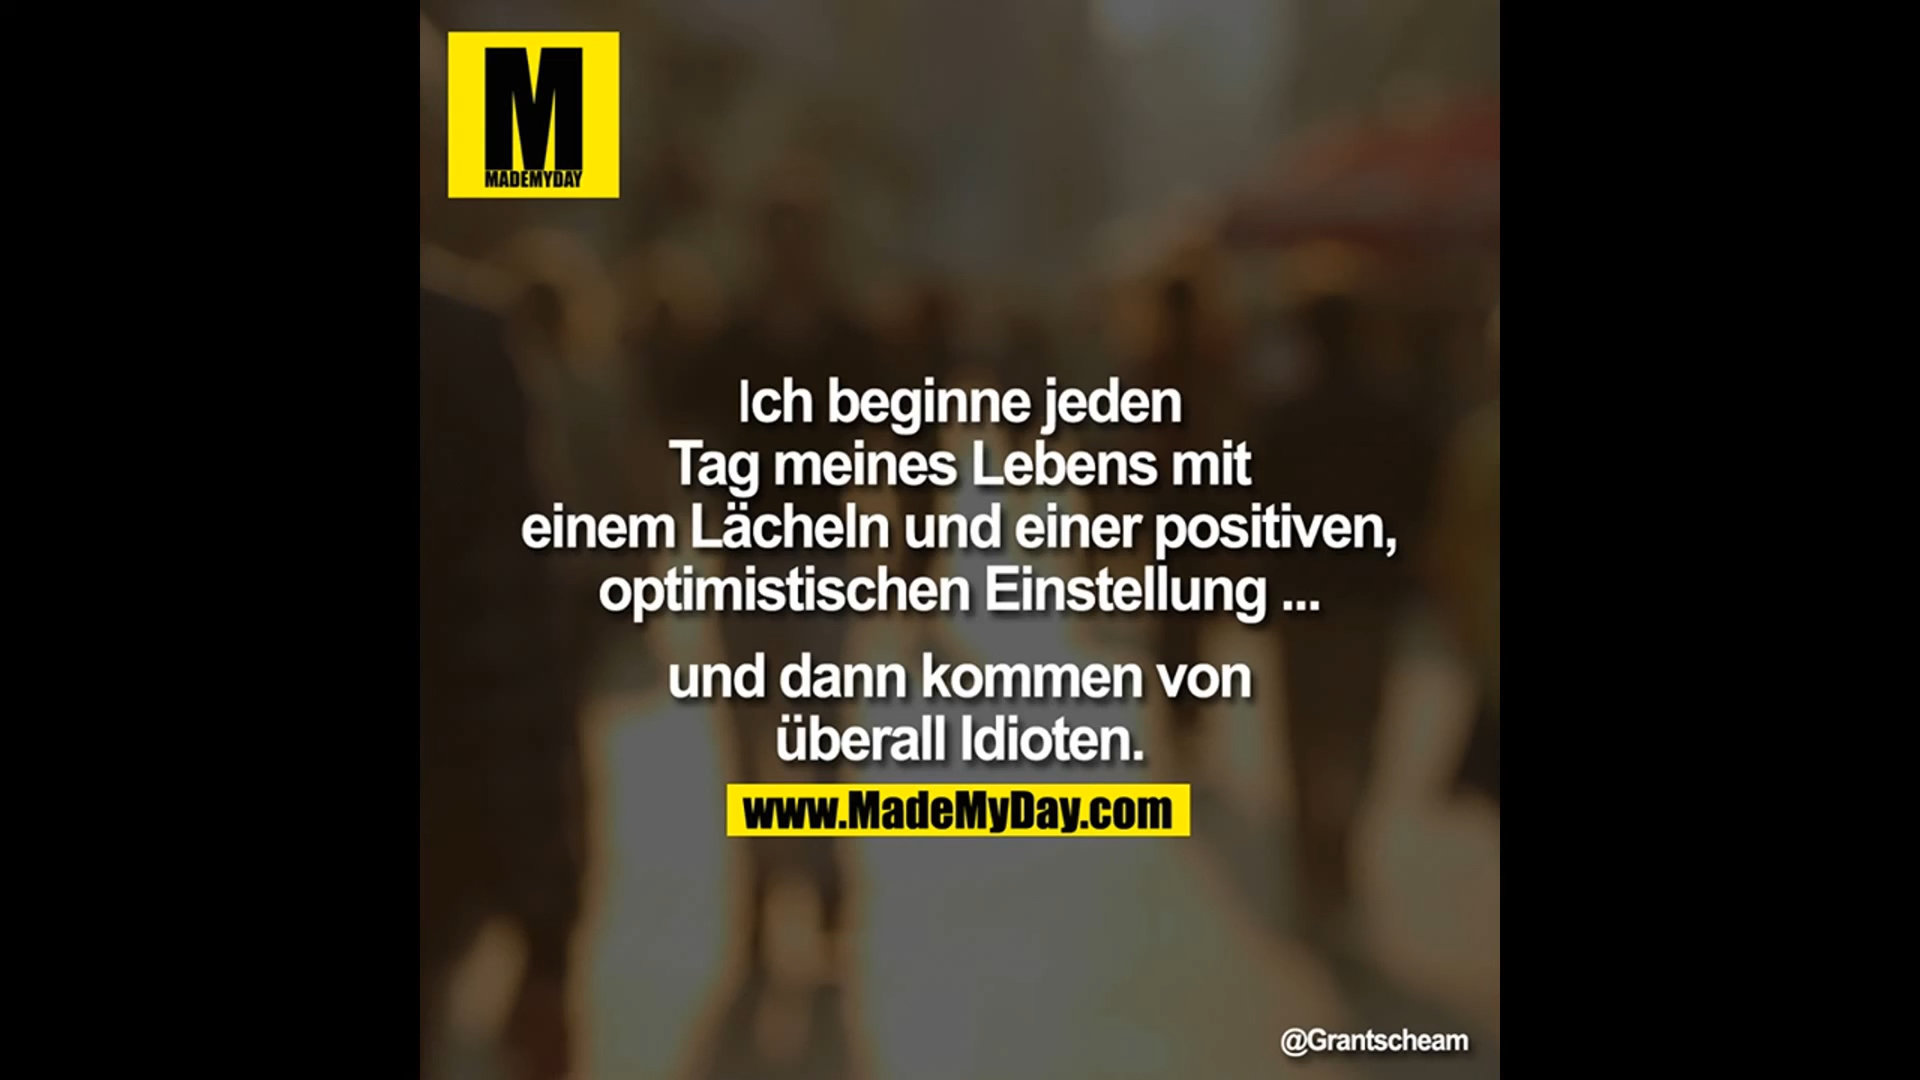 M
MADEMYDAY
Ich beginne jeden
Tag meines Lebens mit
einem Lächeln und einer positiven,
optimistischen Einstellung ...
und dann kommen von
überall Idioten.
www.MadeMyDay.com
@Grantscheam